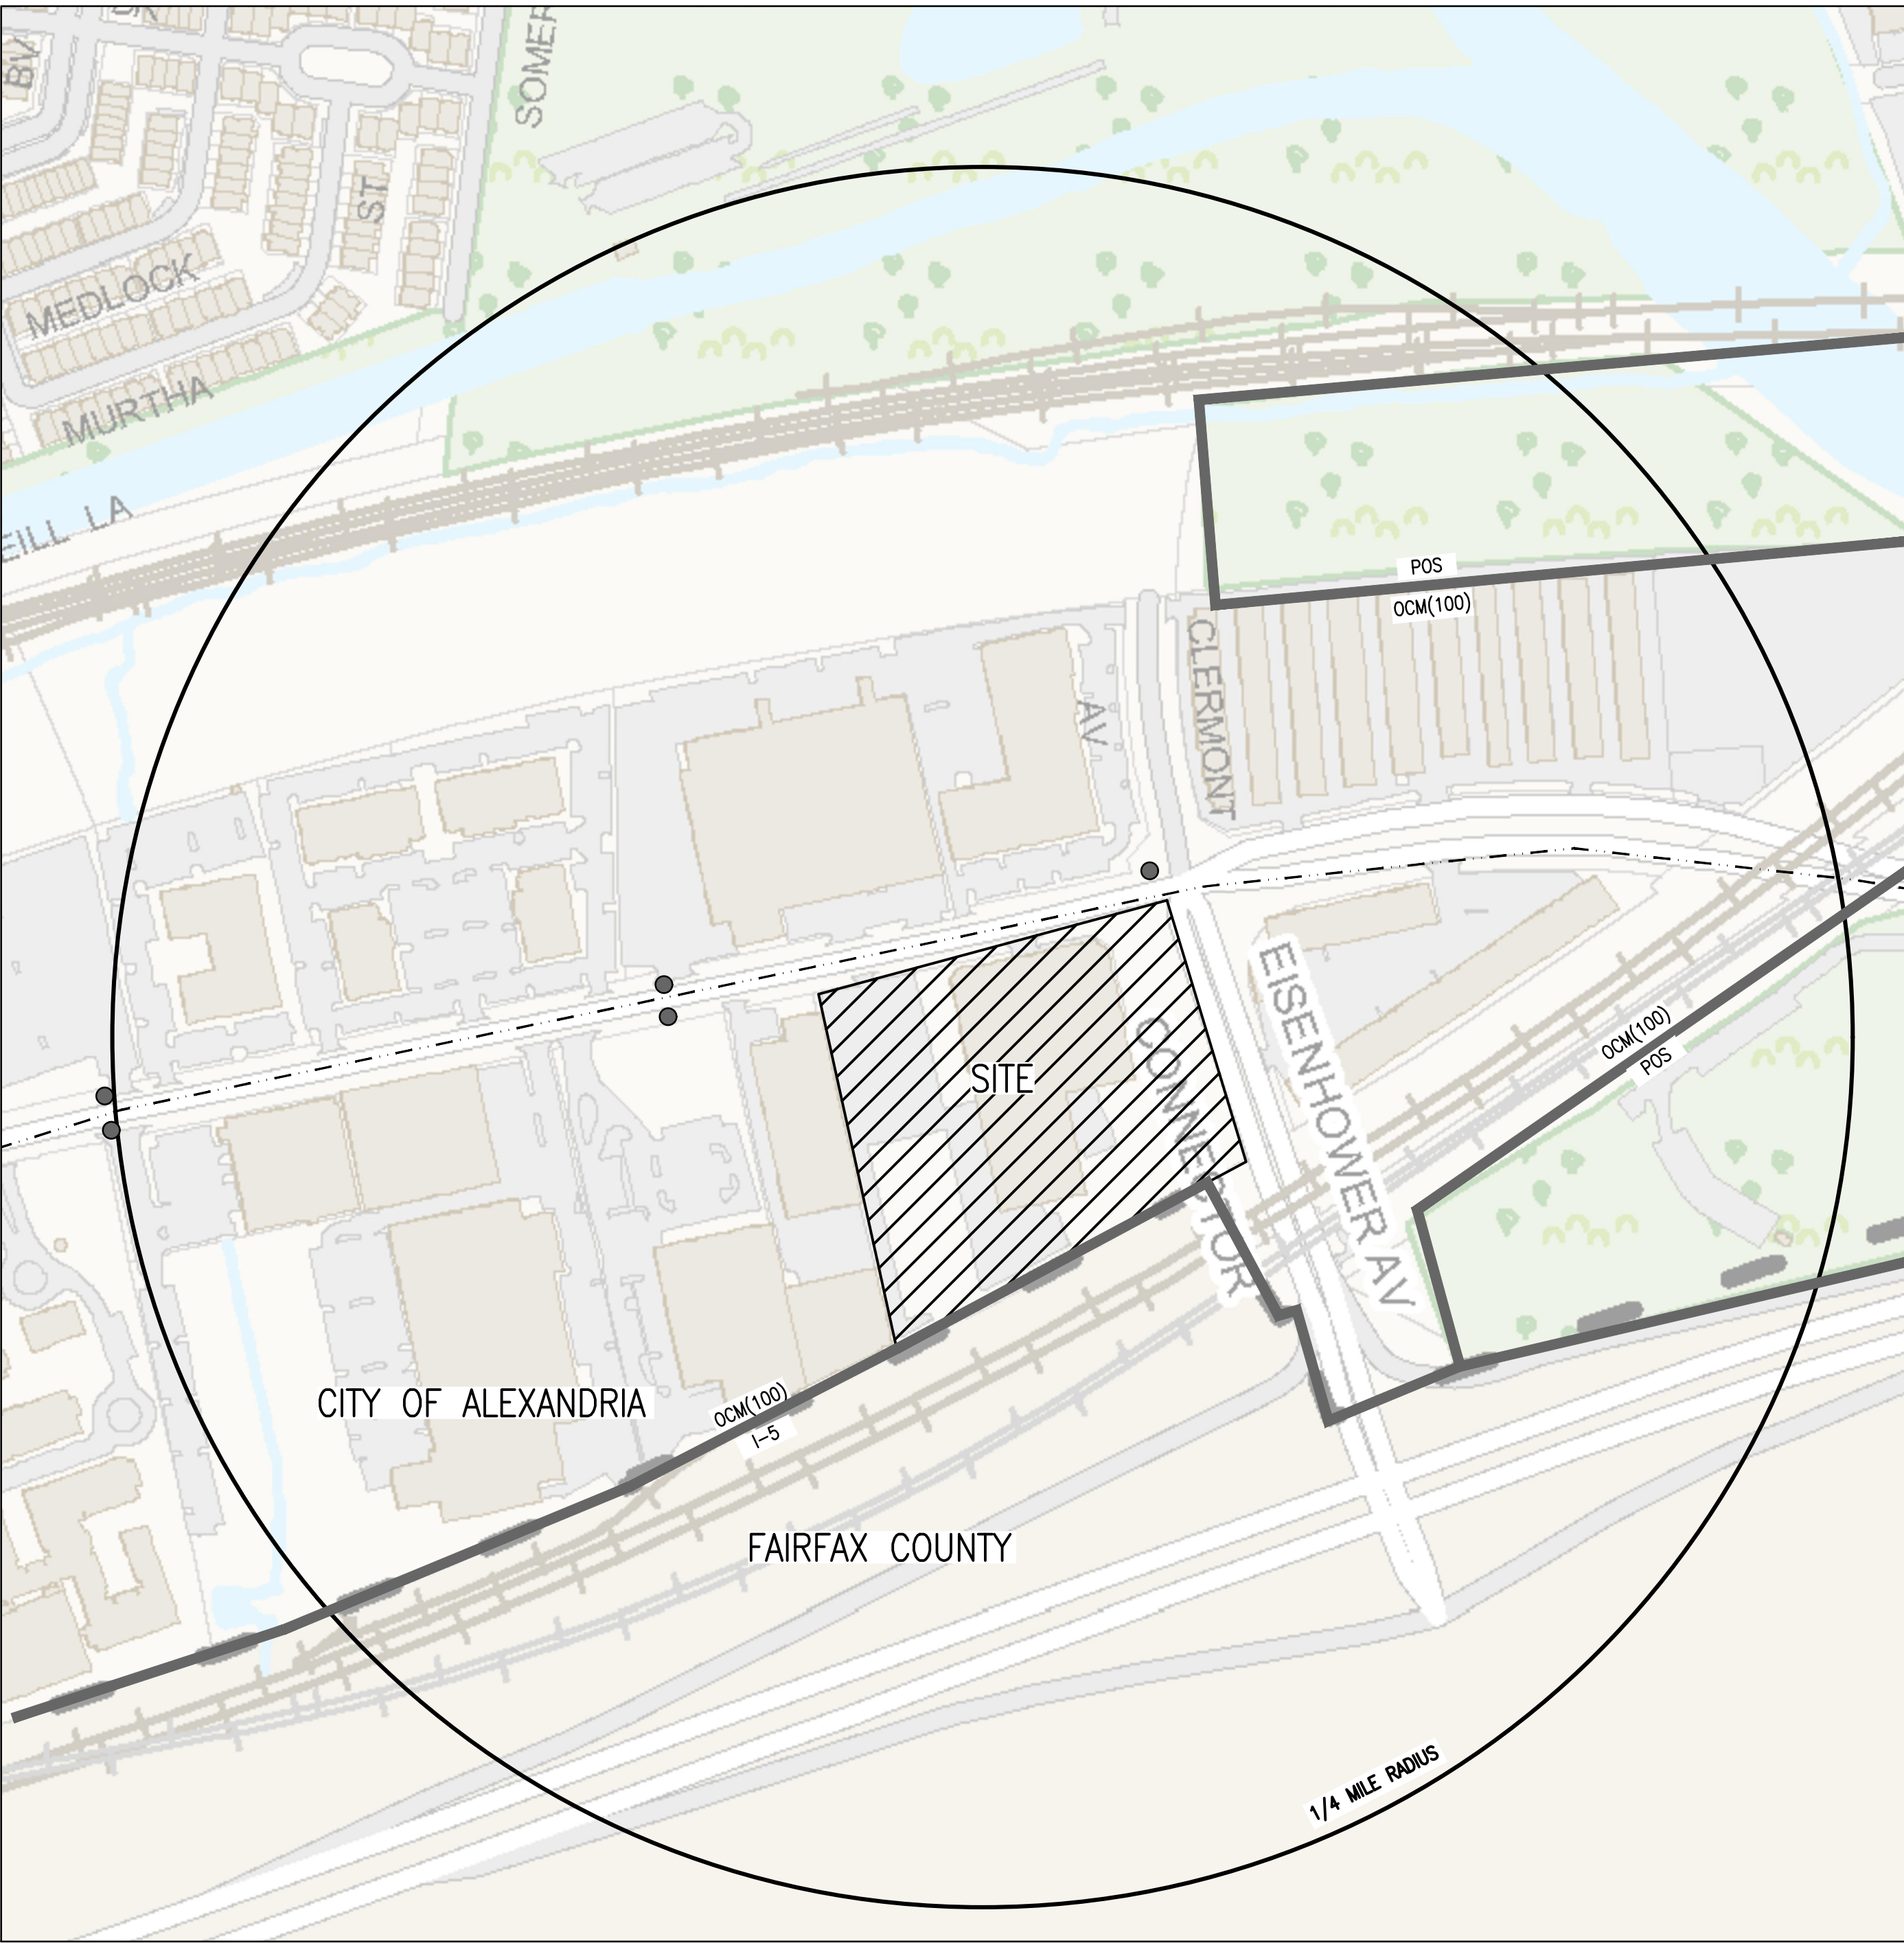 BV
SOMER
ST
MEDLOCK
MURTHA
EILL LA
POS
OCM(100)
CLERMONT
AV
EISENHOWER AV
CONNECTOR
SITE
OCM(100)
POS
CITY OF ALEXANDRIA
OCM(100)
I-5
FAIRFAX COUNTY
1/4 MILE RADIUS